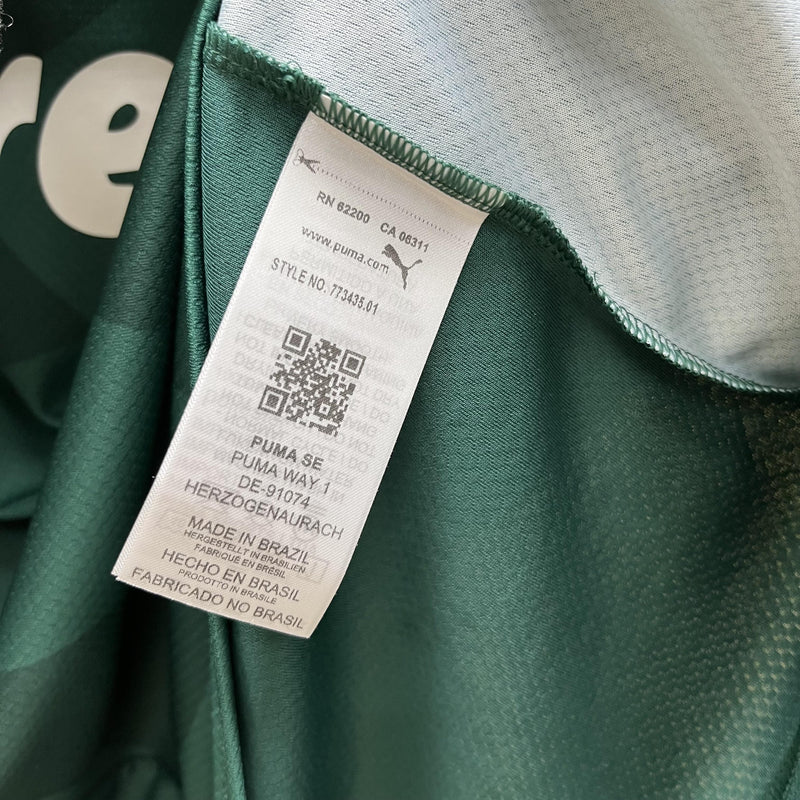 re
RN 62200 CA 06311
www.puma.com
STYLE NO. 773435.01
PUMA SE
PUMA WAY 1
DE-91074
HERZOGENAURACH
MADE IN BRAZIL
HERGESTELLT IN BRASILIEN
FABRIQUÉ EN BRÉSIL
HECHO EN BRASIL
PRODOTTO IN BRASILE
FABRICADO NO BRASIL